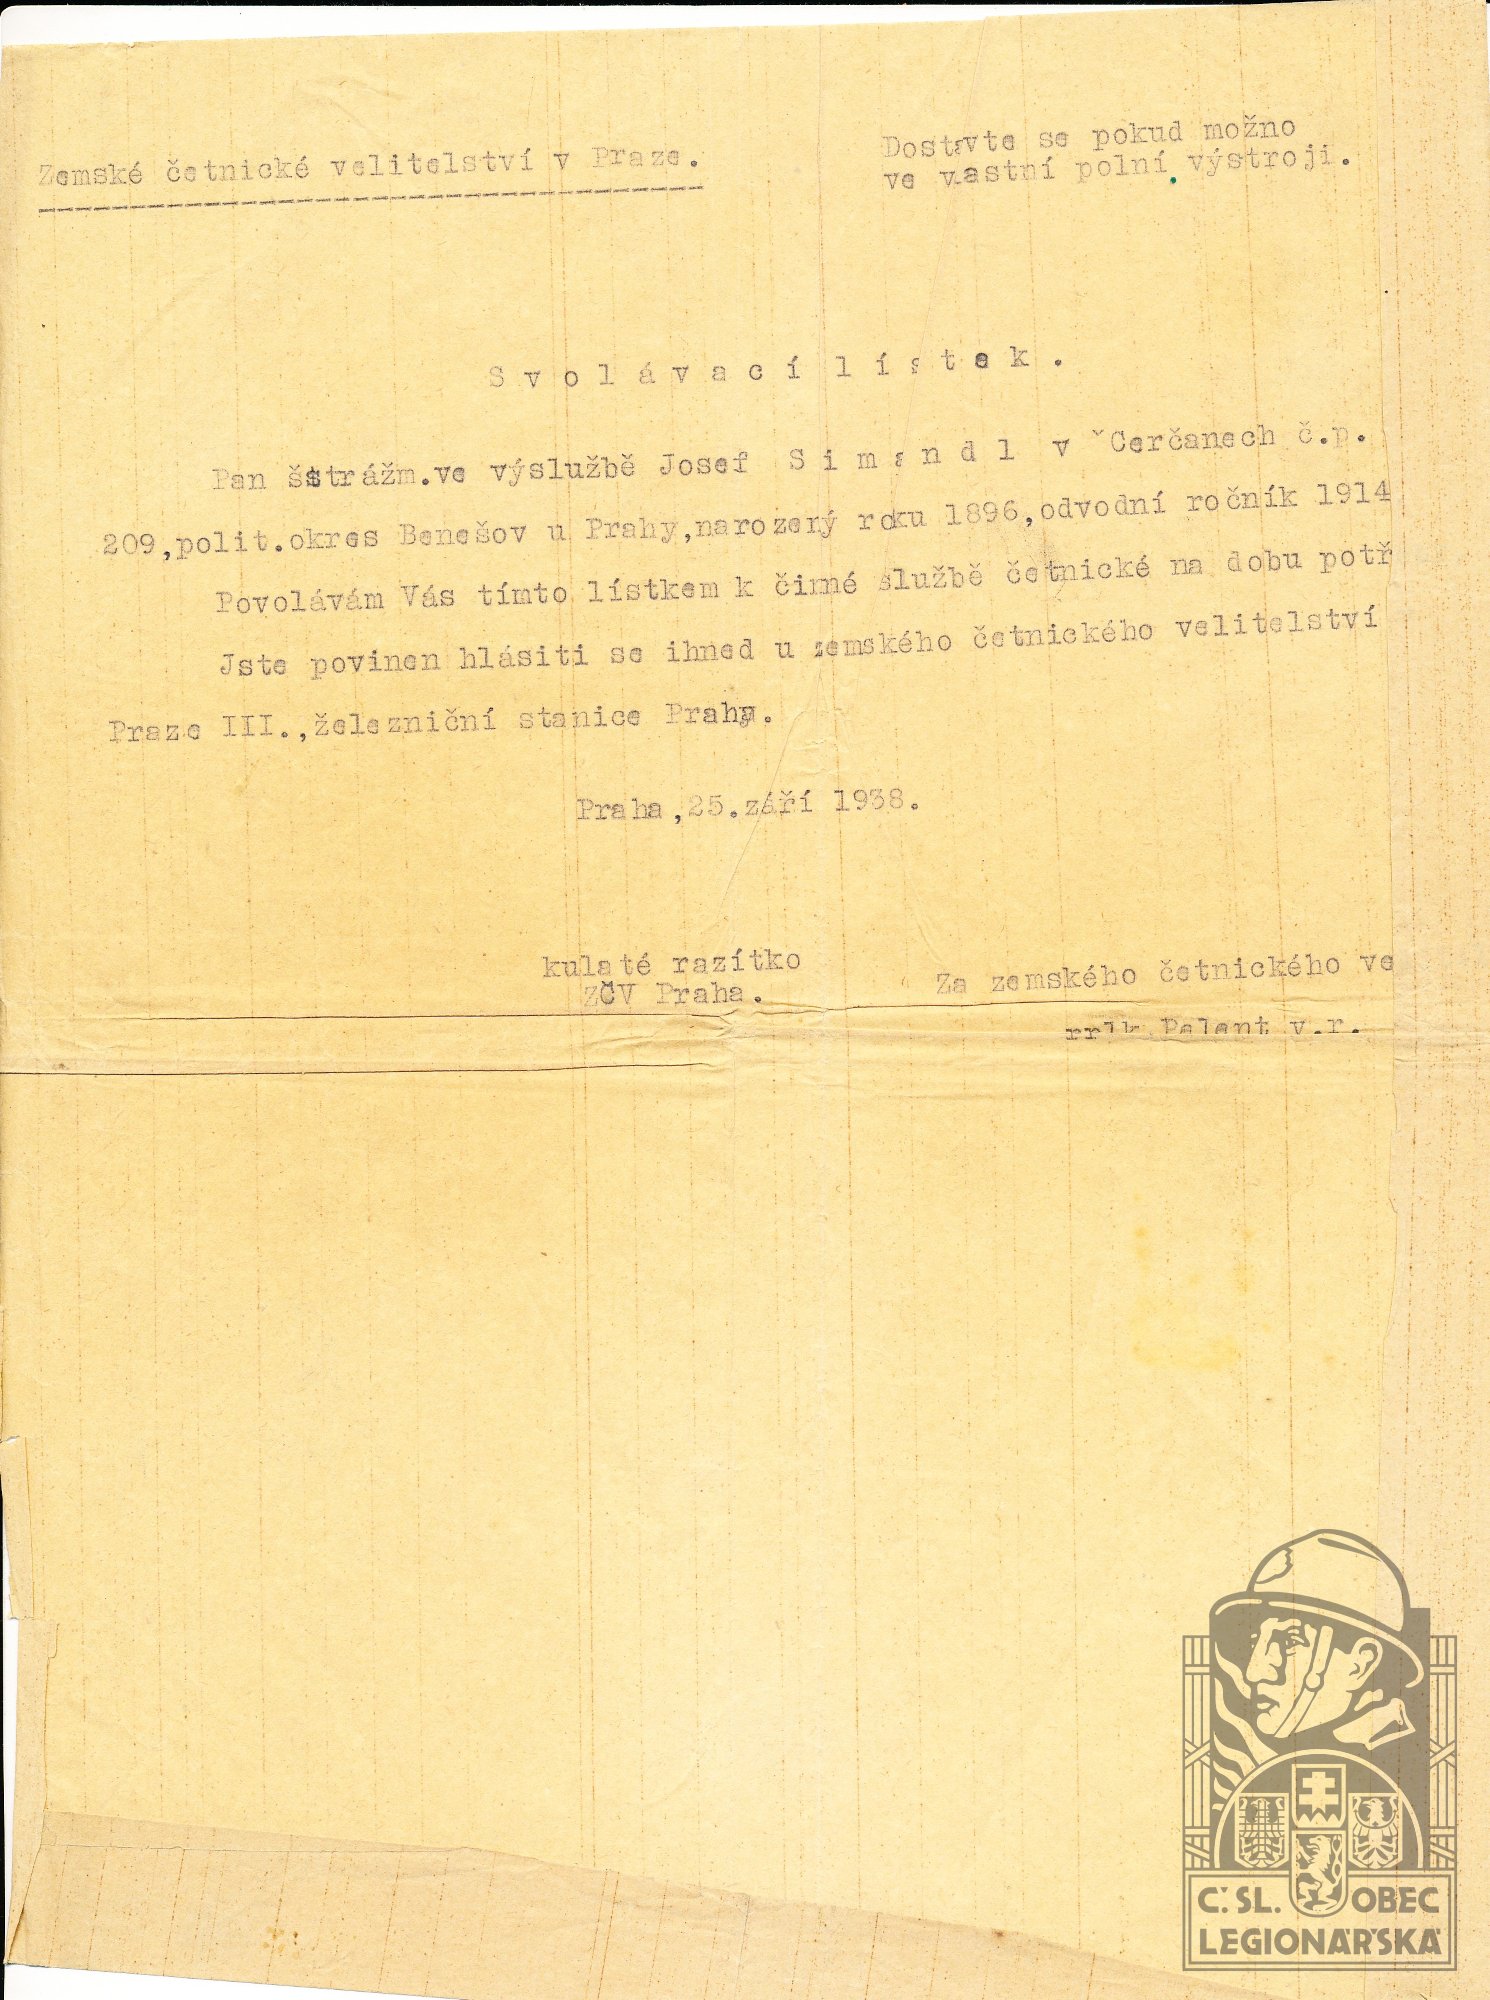 Zemské četnické velitelství v Praze.
Dostavte se pokud možno
ve vlastní polní výstroji.
Svolávací lístek.
Pan šstrážm.ve výslužbě Josef Simandl v Čerčanech č.p.
209,polit.okres Benešov u Prahy,narozený roku 1896,odvodní ročník 1914
Povolávám Vás tímto lístkem k činné službě četnické na dobu potř
Jste povinen hlásiti se ihned u zemského četnického velitelství
Praze III.,železniční stanice Praha.
Praha,25.září 1938.
kulaté razítko
ZČV Praha.
Za zemského četnického ve
Pelent v.r.
Č.SL. OBEC
LEGIONÁŘSKÁ